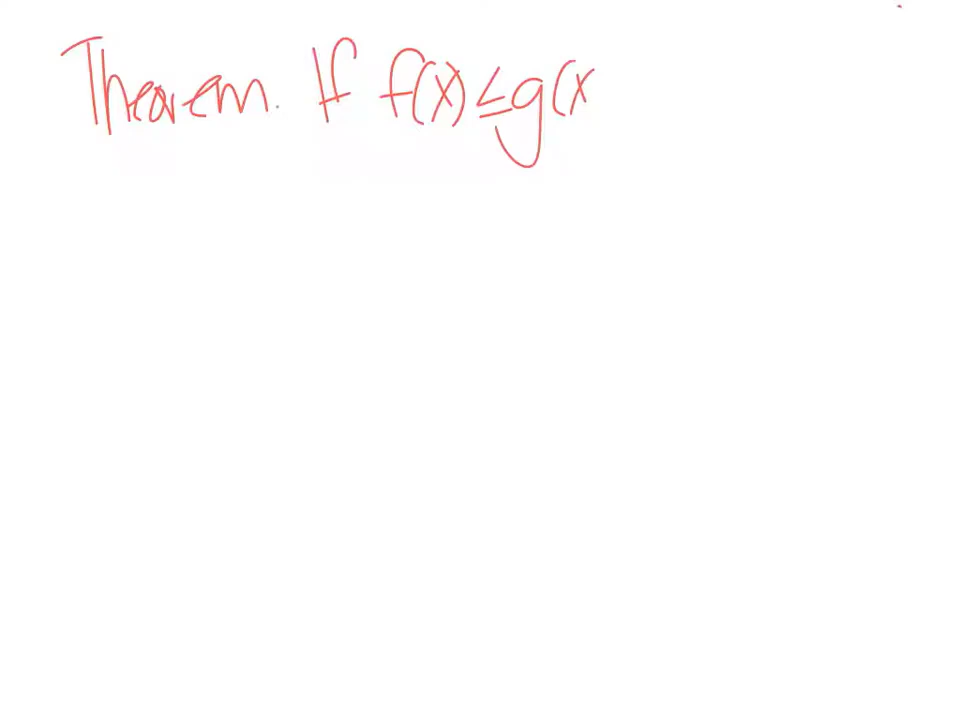 Theorem. If f(x) ≤ g(x